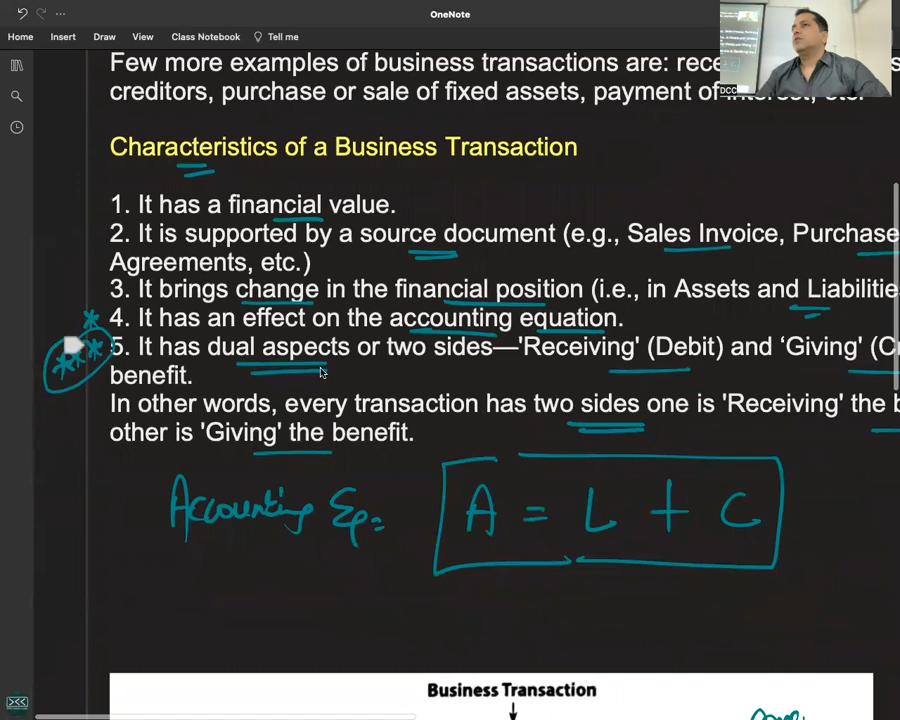 OneNote
Home Insert Draw View Class Notebook Tell me
DCC
Few more examples of business transactions are:
creditors, purchase or sale of fixed assets, payment of interest, etc.
Characteristics of a Business Transaction
1. It has a financial value.
2. It is supported by a source document (e.g., Sales Invoice, Purchase
Agreements, etc.)
3. It brings change in the financial position (i.e., in Assets and
4. It has an effect on the accounting equation.
5. It has dual aspects or two sides—'Receiving' (Debit) and ‘Giving’
benefit.
In other words, every transaction has two sides one is 'Receiving' the
other is 'Giving' the benefit.
Accounting Eq=
A = L + C
Business Transaction